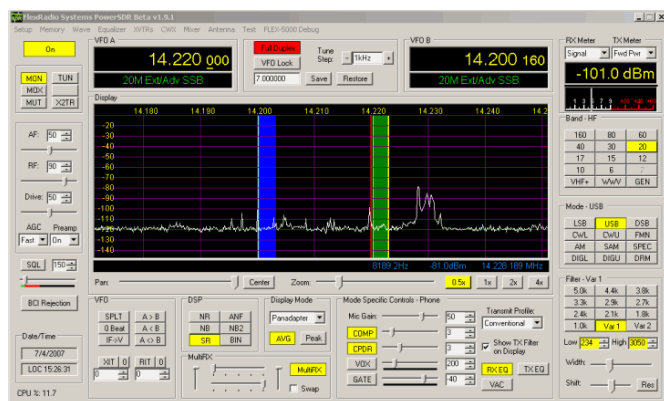 FlexRadio Systems PowerSDR Beta v1.9.1
Setup Memory Wave Equalizer XVTRs CWX Mixer Antenna Test FLEX-5000 Debug
On
MON TUN
MOX
MUT X2TR
AF: 50
RF: 90
Drive: 50
AGC Preamp
Fast On
SQL 150
BCI Rejection
Date/Time
7/4/2007
LOC 15:26:31
CPU %: 11.7
VFO A
14.220 000
20M Ext/Adv SSB
Full Duplex
VFO Lock
Tune Step: - 1kHz +
7.000000 Save Restore
VFO B
14.200 160
20M Ext/Adv SSB
Display
14.180 14.190 14.200 14.210 14.220 14.230 14.240 14.2
-20
-30
-40
-50
-60
-70
-80
-90
-100
-110
-120
-130
-140
8189.2Hz -81.0dBm 14 228 189 MHz
Pan: Center Zoom: 0.5x 1x 2x 4x
VFO
SPLT A > B
0 Beat A < B
IF->V A <> B
XIT 0 RIT 0
0 0
DSP
NR ANF
NB NB2
SR BIN
Display Mode
Panadapter
AVG Peak
MultiRX
MultiRX
Swap
Mode Specific Controls - Phone
Mic Gain: 50
COMP 3
CPDR 3
VOX 200
GATE -40
Transmit Profile:
Conventional
Show TX Filter on Display
RX EQ TX EQ
VAC
RX Meter TX Meter
Signal Fwd Pwr
-101.0 dBm
1 3 5 7 9 +20 +40 +60
Band - HF
160 80 60
40 30 20
17 15 12
10 6 2
VHF+ WWV GEN
Mode - USB
LSB USB DSB
CWL CWU FMN
AM SAM SPEC
DIGL DIGU DRM
Filter - Var 1
5.0k 4.4k 3.8k
3.3k 2.9k 2.7k
2.4k 2.1k 1.8k
1.0k Var 1 Var 2
Low 234 High 3050
Width:
Shift: Res